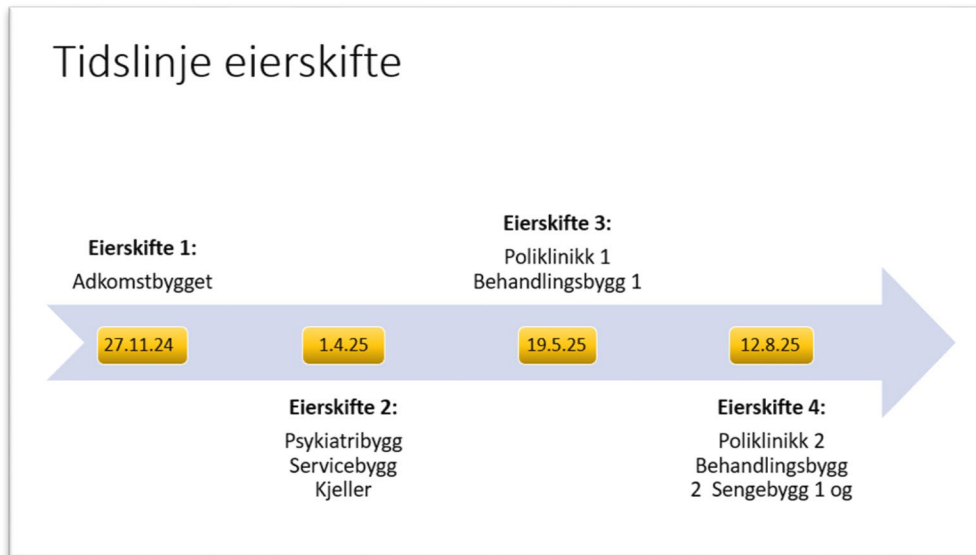 Tidslinje eierskifte
Eierskifte 1:
Adkomstbygget
Eierskifte 3:
Poliklinikk 1
Behandlingsbygg 1
27.11.24
1.4.25
19.5.25
12.8.25
Eierskifte 2:
Psykiatribygg
Servicebygg
Kjeller
Eierskifte 4:
Poliklinikk 2
Behandlingsbygg
2 Sengebygg 1 og